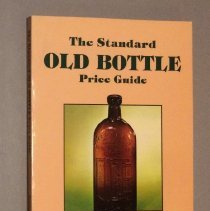 The Standard
OLD BOTTLE
Price Guide